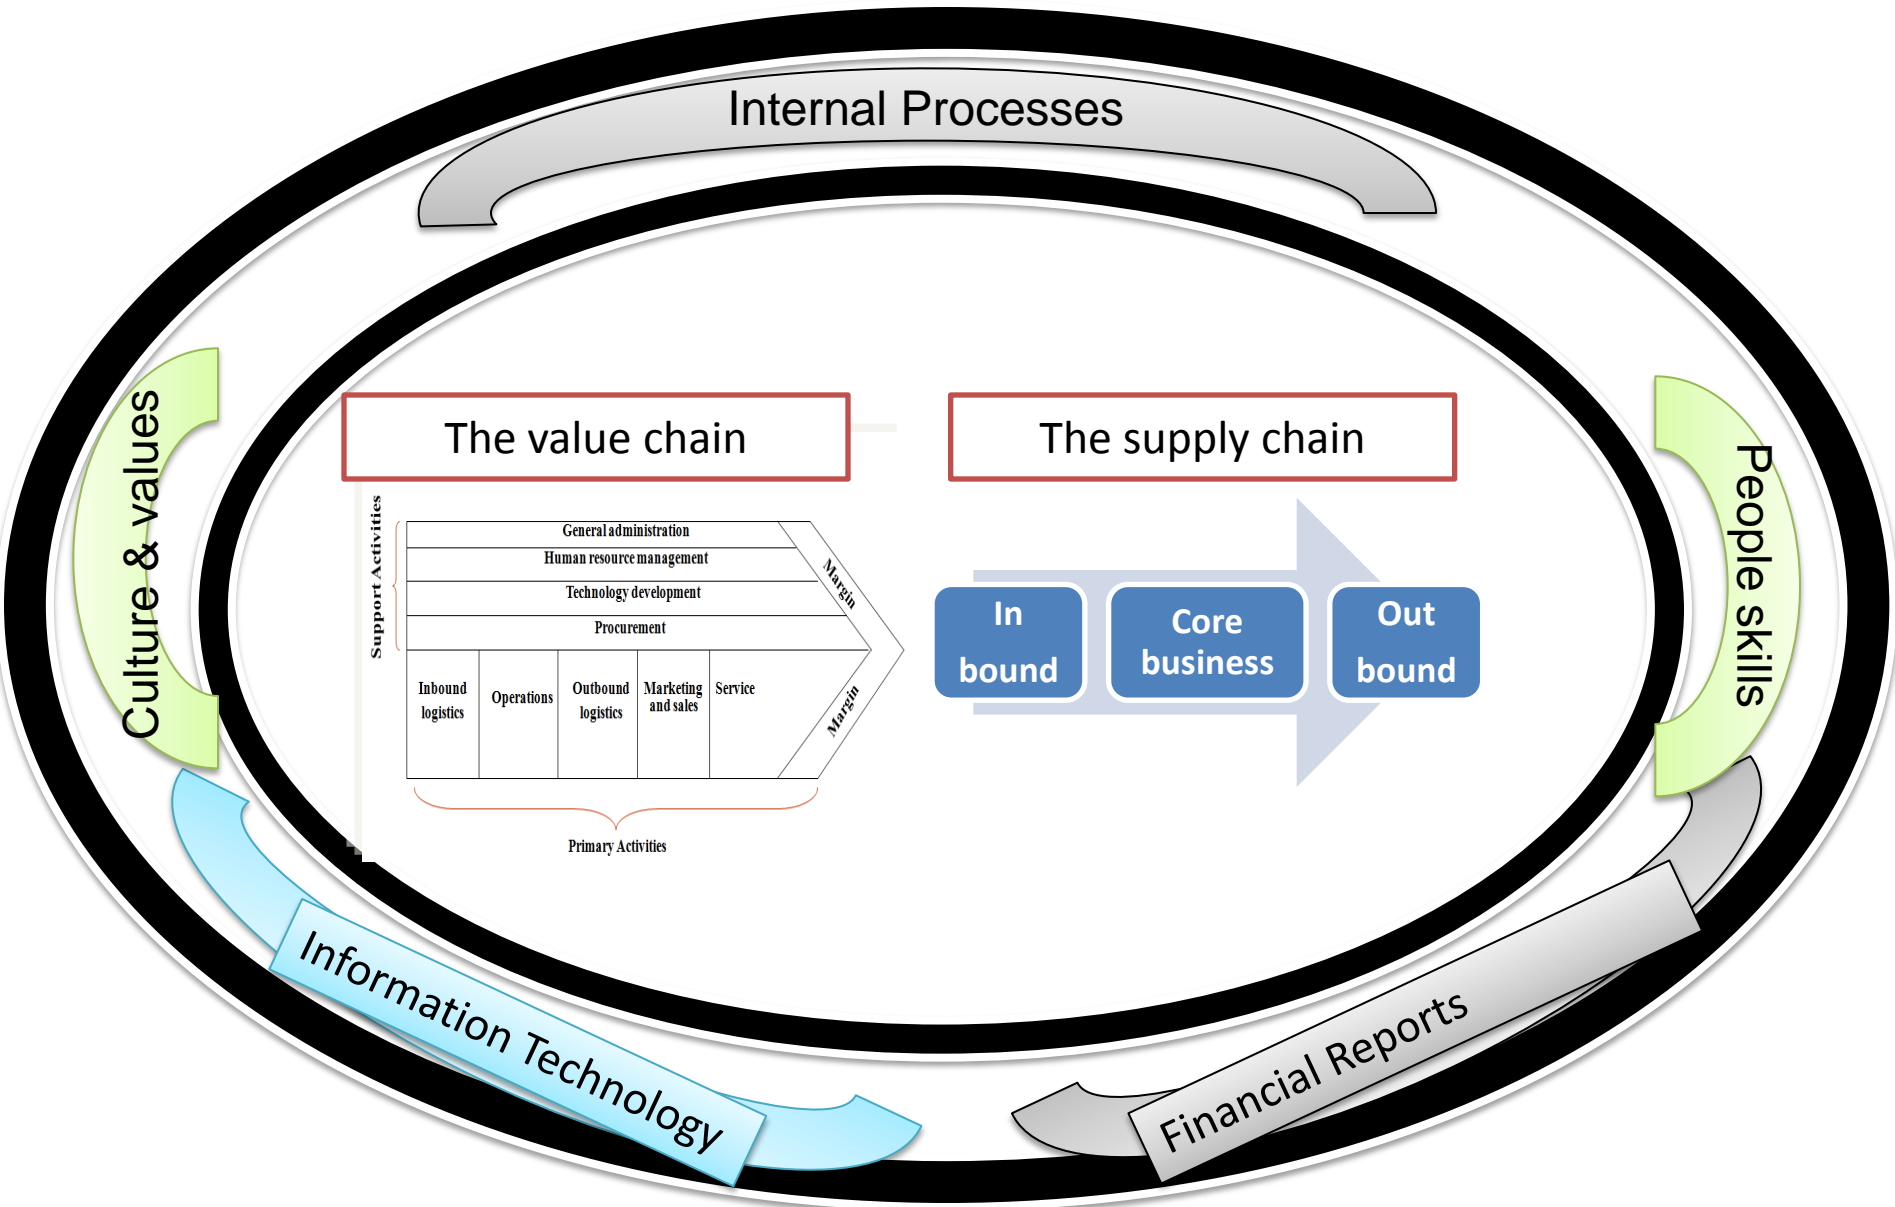 Internal Processes
Culture & values
People skills
The value chain
The supply chain
Support Activities
General administration
Human resource management
Technology development
Procurement
Margin
Inbound
logistics
Operations
Outbound
logistics
Marketing
and sales
Service
Margin
Primary Activities
In
bound
Core
business
Out
bound
Information Technology
Financial Reports